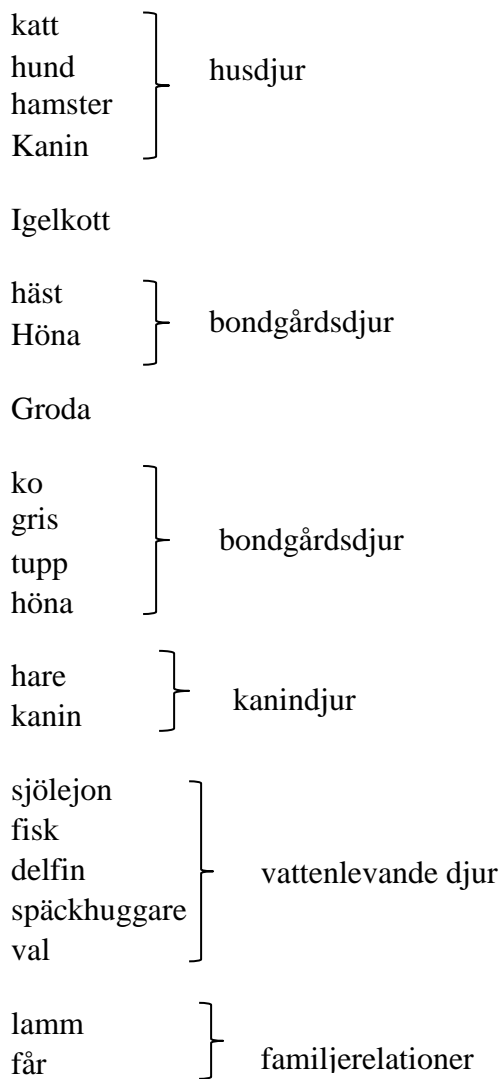 katt
hund
husdjur
hamster
Kanin
Igelkott
häst
Höna
bondgårdsdjur
Groda
ko
gris
bondgårdsdjur
tupp
höna
hare
kanin
kanindjur
sjölejon
fisk
delfin
vattenlevande djur
späckhuggare
val
lamm
får
familjerelationer